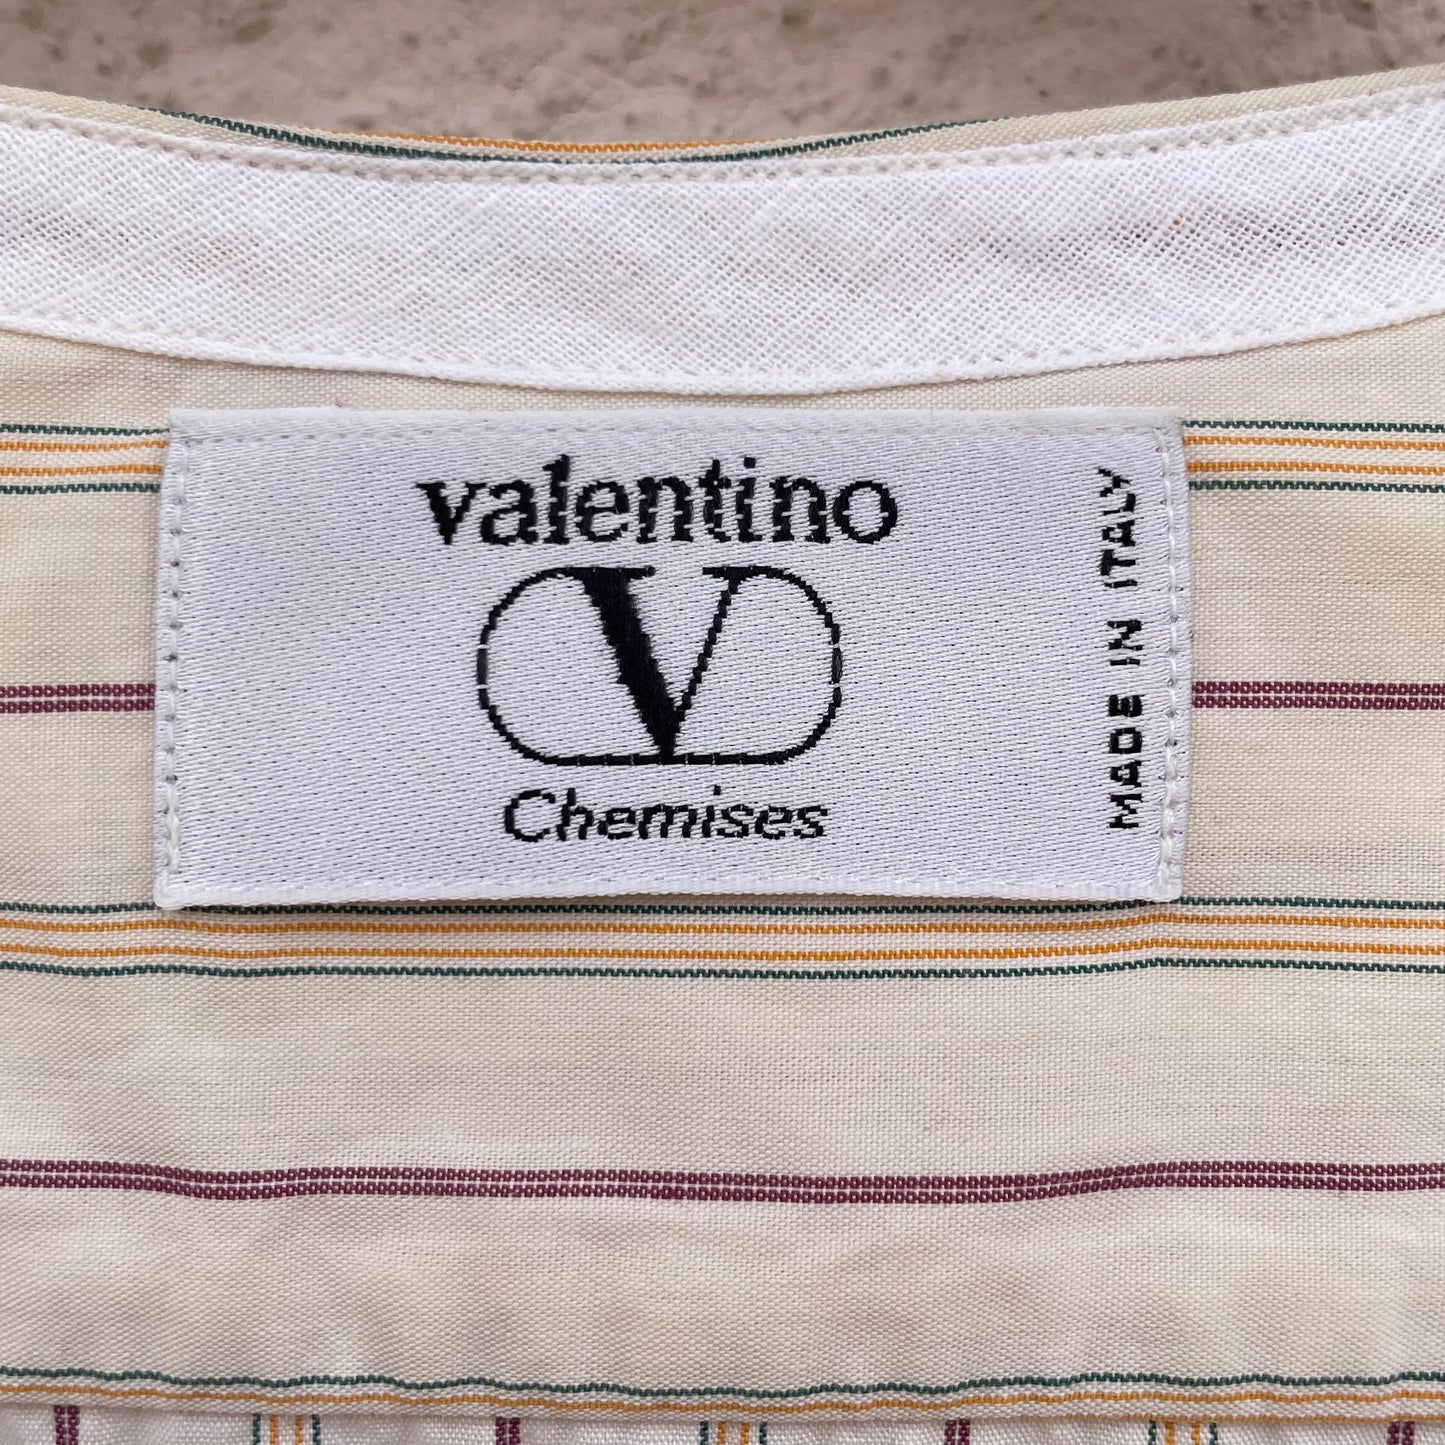 valentino
V
Chemises
MADE IN ITALY